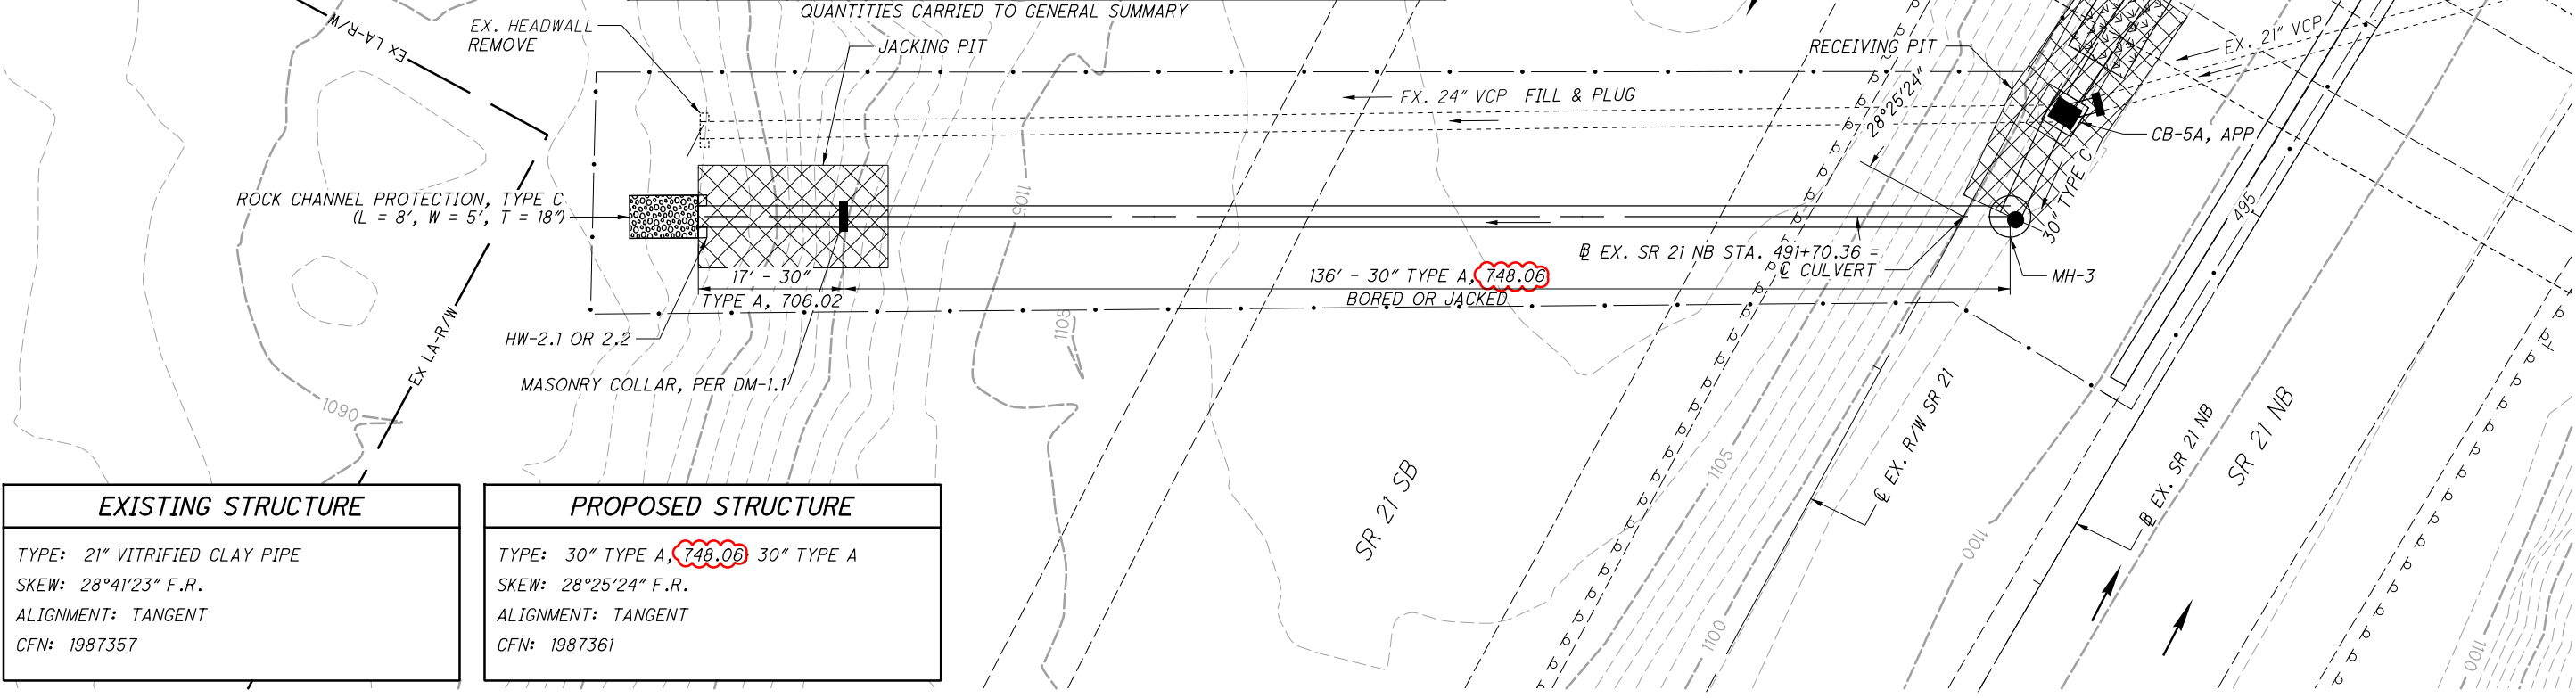 QUANTITIES CARRIED TO GENERAL SUMMARY
EX. HEADWALL
REMOVE
JACKING PIT
RECEIVING PIT
EX. 21" VCP
EX LA-R/W
EX. 24" VCP FILL & PLUG
28°25'24"
CB-5A, APP
ROCK CHANNEL PROTECTION, TYPE C
(L = 8', W = 5', T = 18")
1105
30" TYPE C
495
17' - 30"
TYPE A, 706.02
136' - 30" TYPE A, 748.06
BORED OR JACKED
℄ EX. SR 21 NB STA. 491+70.36 =
℄ CULVERT
MH-3
HW-2.1 OR 2.2
1105
EX LA-R/W
MASONRY COLLAR, PER DM-1.1
1090
SR 21 SB
1105
℄ EX. R/W SR 21
℄ EX. SR 21 NB
SR 21 NB
1100
1100
1100
EXISTING STRUCTURE
TYPE: 21" VITRIFIED CLAY PIPE
SKEW: 28°41'23" F.R.
ALIGNMENT: TANGENT
CFN: 1987357
PROPOSED STRUCTURE
TYPE: 30" TYPE A, 748.06; 30" TYPE A
SKEW: 28°25'24" F.R.
ALIGNMENT: TANGENT
CFN: 1987361